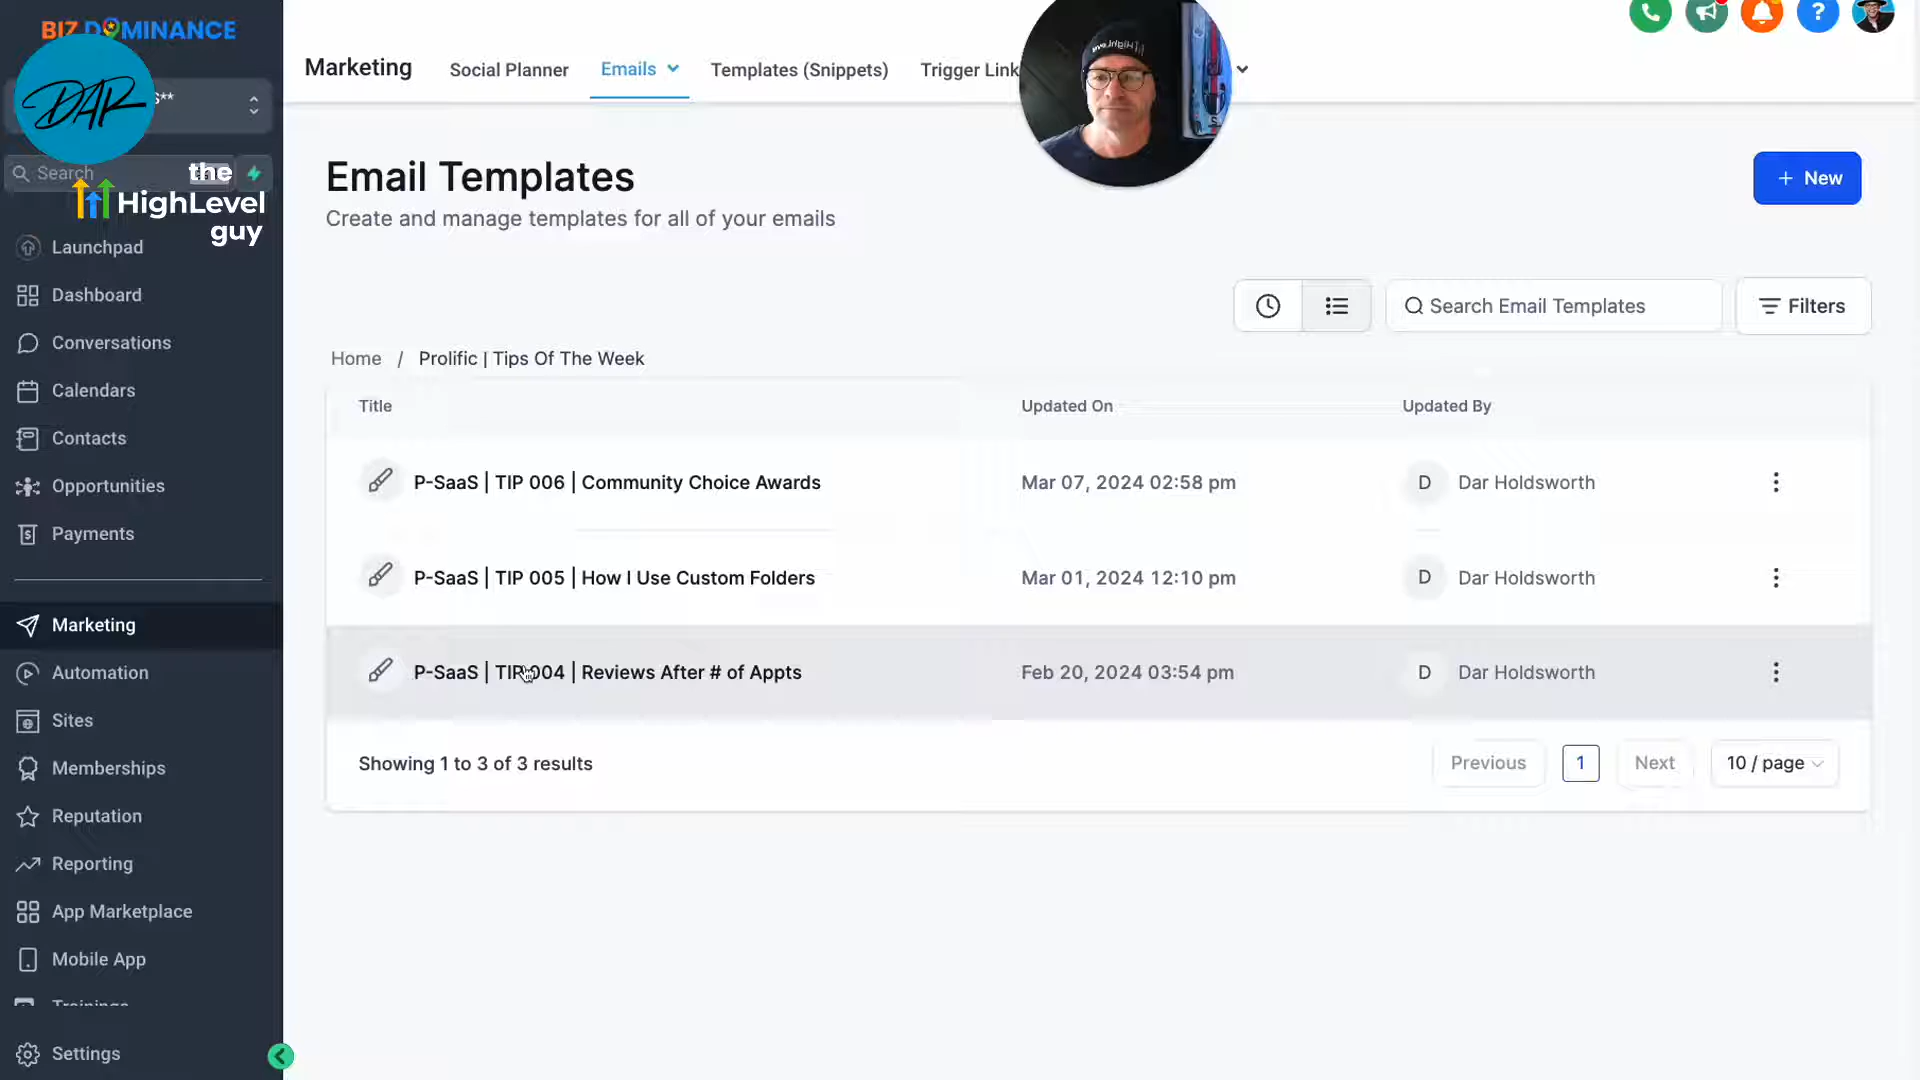 BIZ DOMINANCE
DAR
S**
Search
the
HighLevel
guy
Launchpad
Dashboard
Conversations
Calendars
Contacts
Opportunities
Payments
Marketing
Automation
Sites
Memberships
Reputation
Reporting
App Marketplace
Mobile App
Trainings
Settings
Marketing
Social Planner
Emails
Templates (Snippets)
Trigger Link
HighLevel
?
Email Templates
Create and manage templates for all of your emails
+ New
Search Email Templates
Filters
Home / Prolific | Tips Of The Week
Title Updated On Updated By
P-SaaS | TIP 006 | Community Choice Awards Mar 07, 2024 02:58 pm D Dar Holdsworth
P-SaaS | TIP 005 | How I Use Custom Folders Mar 01, 2024 12:10 pm D Dar Holdsworth
P-SaaS | TIP 004 | Reviews After # of Appts Feb 20, 2024 03:54 pm D Dar Holdsworth
Showing 1 to 3 of 3 results
Previous 1 Next 10 / page